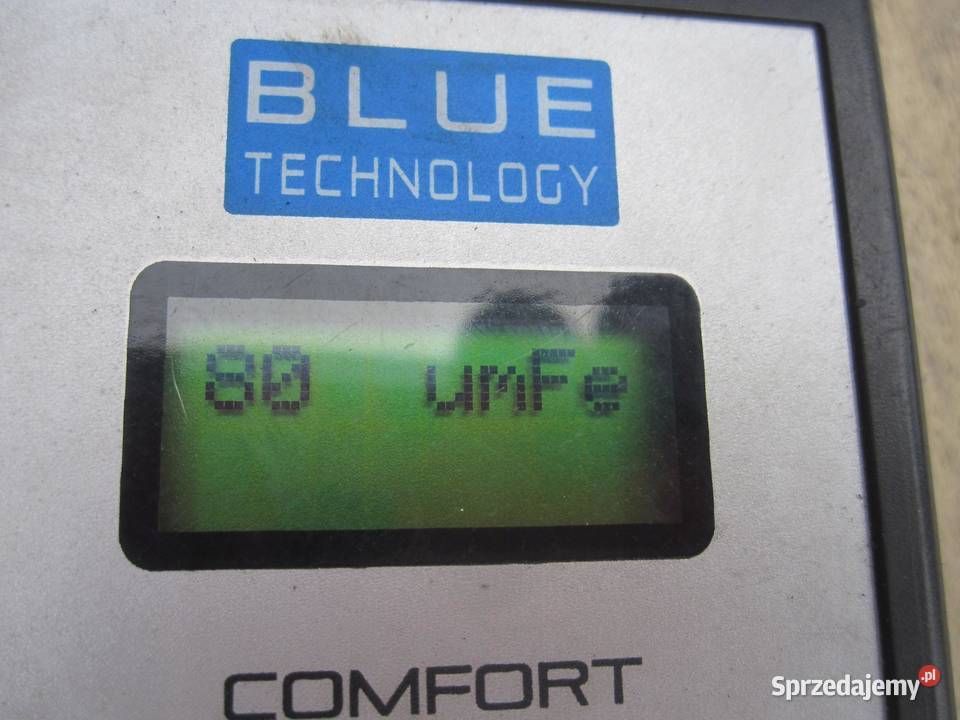 BLUE
TECHNOLOGY
80 umFe
COMFORT
Sprzedajemy.pl